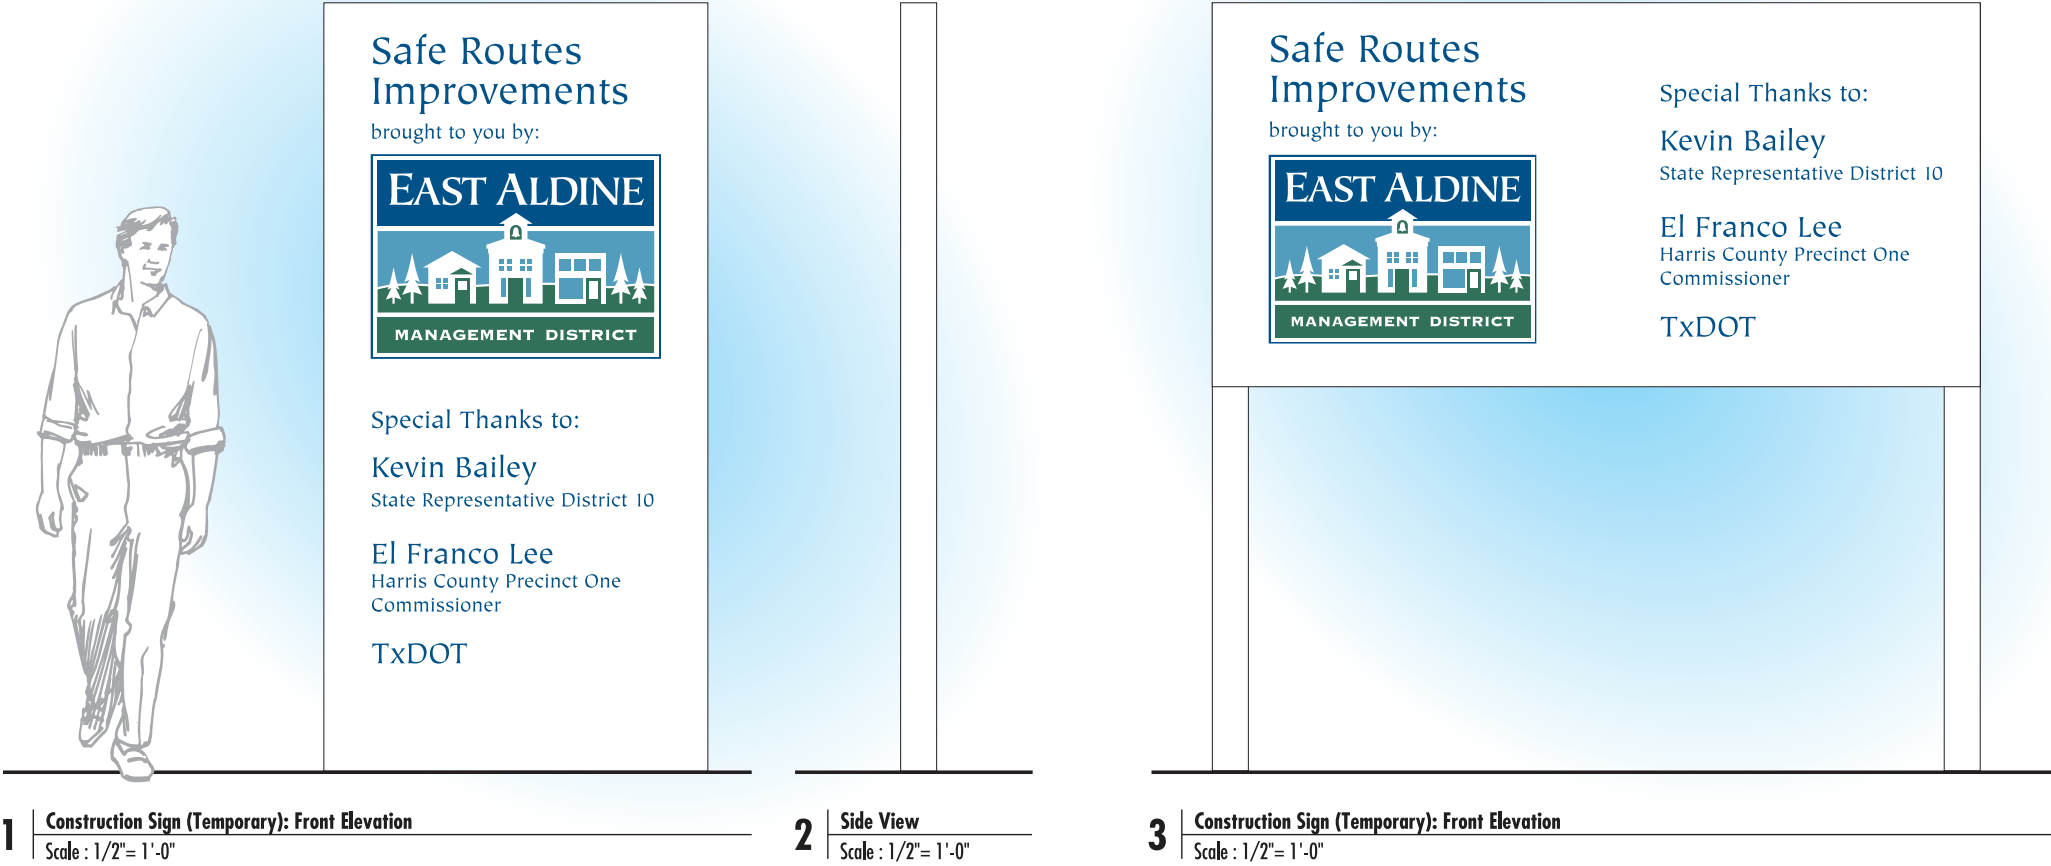 Safe Routes
Improvements
brought to you by:
EAST ALDINE
MANAGEMENT DISTRICT
Special Thanks to:
Kevin Bailey
State Representative District 10
El Franco Lee
Harris County Precinct One
Commissioner
TxDOT
1
Construction Sign (Temporary): Front Elevation
Scale : 1/2"= 1'-0"
2
Side View
Scale : 1/2"= 1'-0"
Safe Routes
Improvements
brought to you by:
EAST ALDINE
MANAGEMENT DISTRICT
Special Thanks to:
Kevin Bailey
State Representative District 10
El Franco Lee
Harris County Precinct One
Commissioner
TxDOT
3
Construction Sign (Temporary): Front Elevation
Scale : 1/2"= 1'-0"